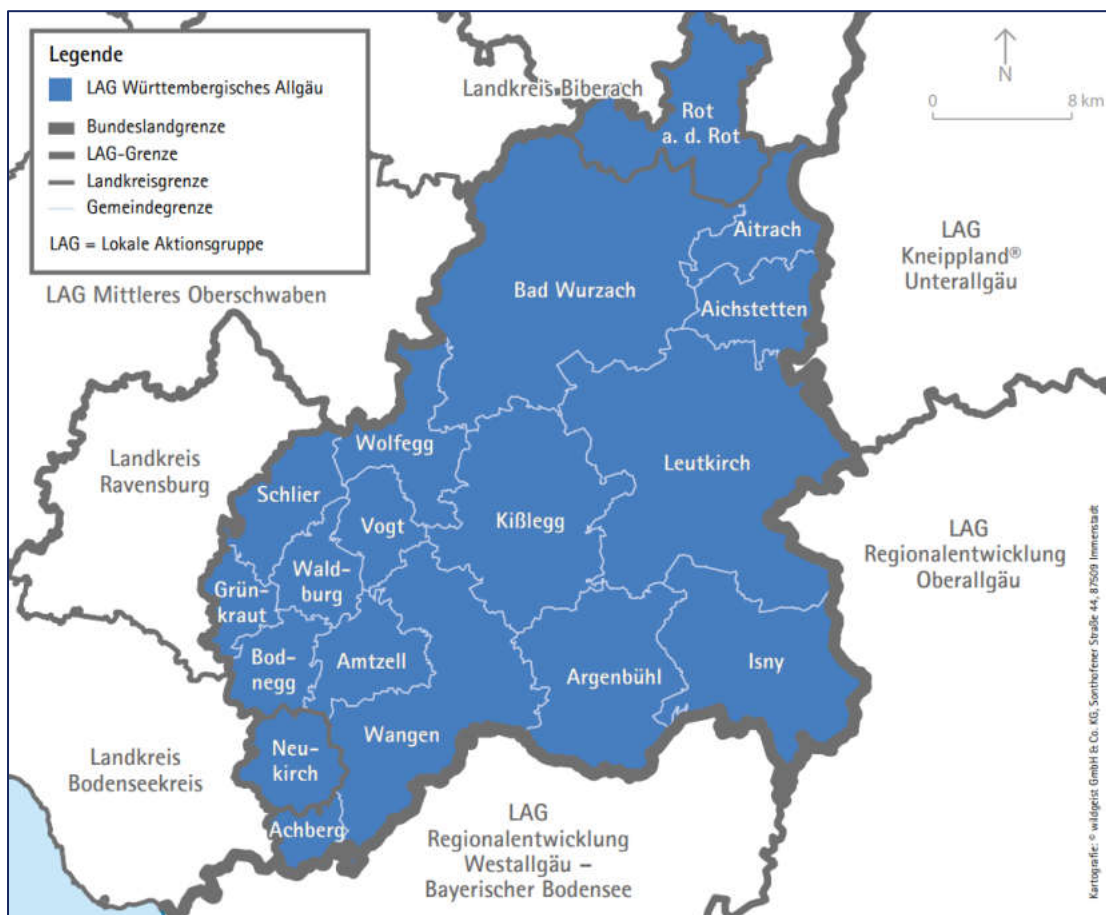 Legende
LAG Württembergisches Allgäu
Bundeslandgrenze
LAG-Grenze
Landkreisgrenze
Gemeindegrenze
LAG = Lokale Aktionsgruppe
N
0
8 km
Landkreis Biberach
Rot
a. d. Rot
Aitrach
LAG
Kneippland®
Unterallgäu
Bad Wurzach
Aichstetten
LAG Mittleres Oberschwaben
Wolfegg
Leutkirch
Landkreis
Ravensburg
Schlier
Vogt
Kißlegg
LAG
Regionalentwicklung
Oberallgäu
Wald-
burg
Grün-
kraut
Bod-
negg
Amtzell
Argenbühl
Isny
Wangen
Neu-
kirch
Landkreis
Bodenseekreis
Achberg
LAG
Regionalentwicklung
Westallgäu –
Bayerischer Bodensee
Kartografie: © wildgeist GmbH & Co. KG, Sonthofener Straße 44, 87509 Immenstadt